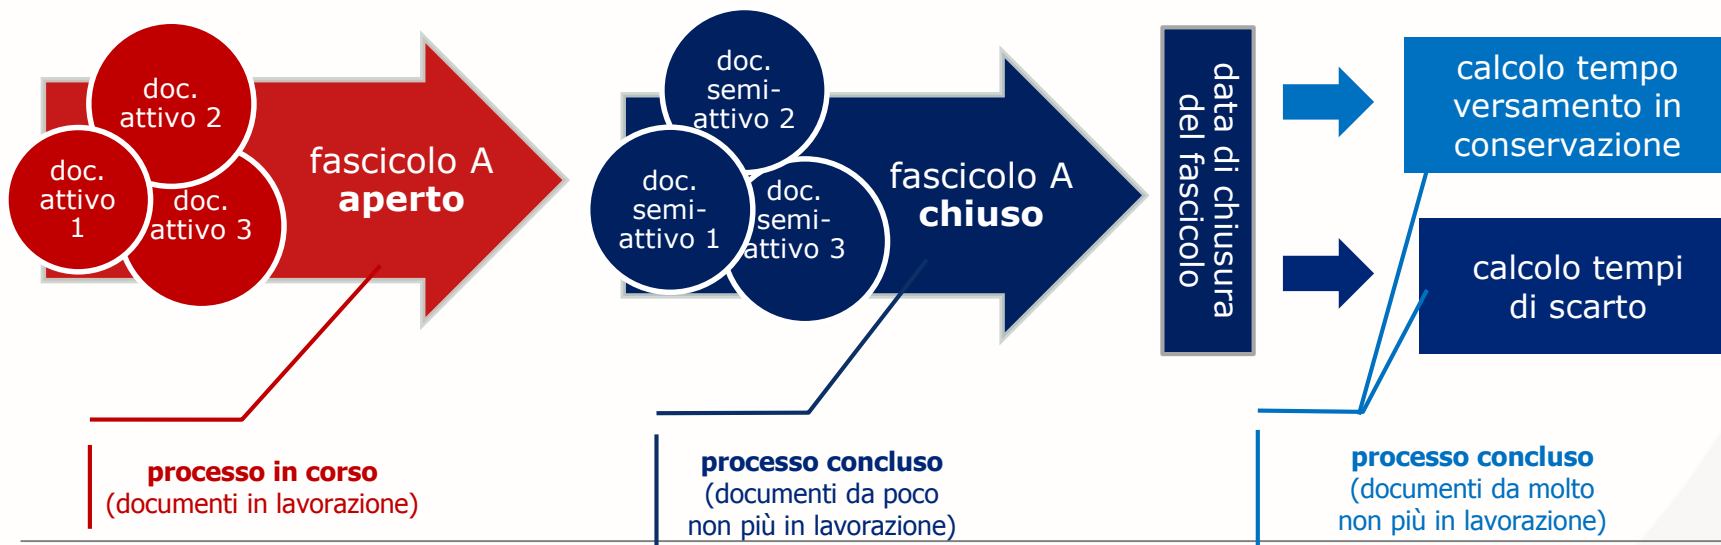 doc.
attivo 2
doc.
attivo
1
doc.
attivo 3
fascicolo A
aperto
doc.
semi-
attivo 2
doc.
semi-
attivo 1
doc.
semi-
attivo 3
fascicolo A
chiuso
data di chiusura
del fascicolo
calcolo tempo
versamento in
conservazione
calcolo tempi
di scarto
processo in corso
(documenti in lavorazione)
processo concluso
(documenti da poco
non più in lavorazione)
processo concluso
(documenti da molto
non più in lavorazione)